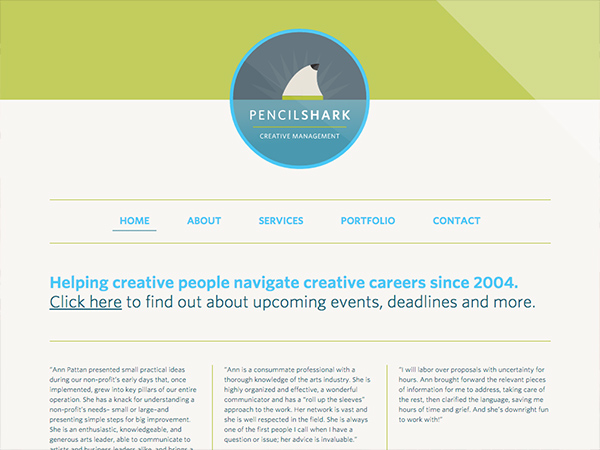 PENCILSHARK
CREATIVE MANAGEMENT
HOME ABOUT SERVICES PORTFOLIO CONTACT
Helping creative people navigate creative careers since 2004.
Click here to find out about upcoming events, deadlines and more.
“Ann Pattan presented small practical ideas
during our non-profit’s early days that, once
implemented, grew into key pillars of our entire
operation. She has a knack for understanding a
non-profit’s needs– small or large–and
presenting simple steps for big improvement.
She is an enthusiastic, knowledgeable, and
generous arts leader, able to communicate to
artists and business leaders alike, and brings a
“Ann is a consummate professional with a
thorough knowledge of the arts industry. She is
highly organized and effective, a wonderful
communicator and has a “roll up the sleeves”
approach to the work. Her network is vast and
she is well respected in the field. She is always
one of the first people I call when I have a
question or issue; her advice is invaluable.”
“I will labor over proposals with uncertainty for
hours. Ann brought forward the relevant pieces
of information for me to address, taking care of
the rest, then clarified the language, saving me
hours of time and grief. And she’s downright fun
to work with!”